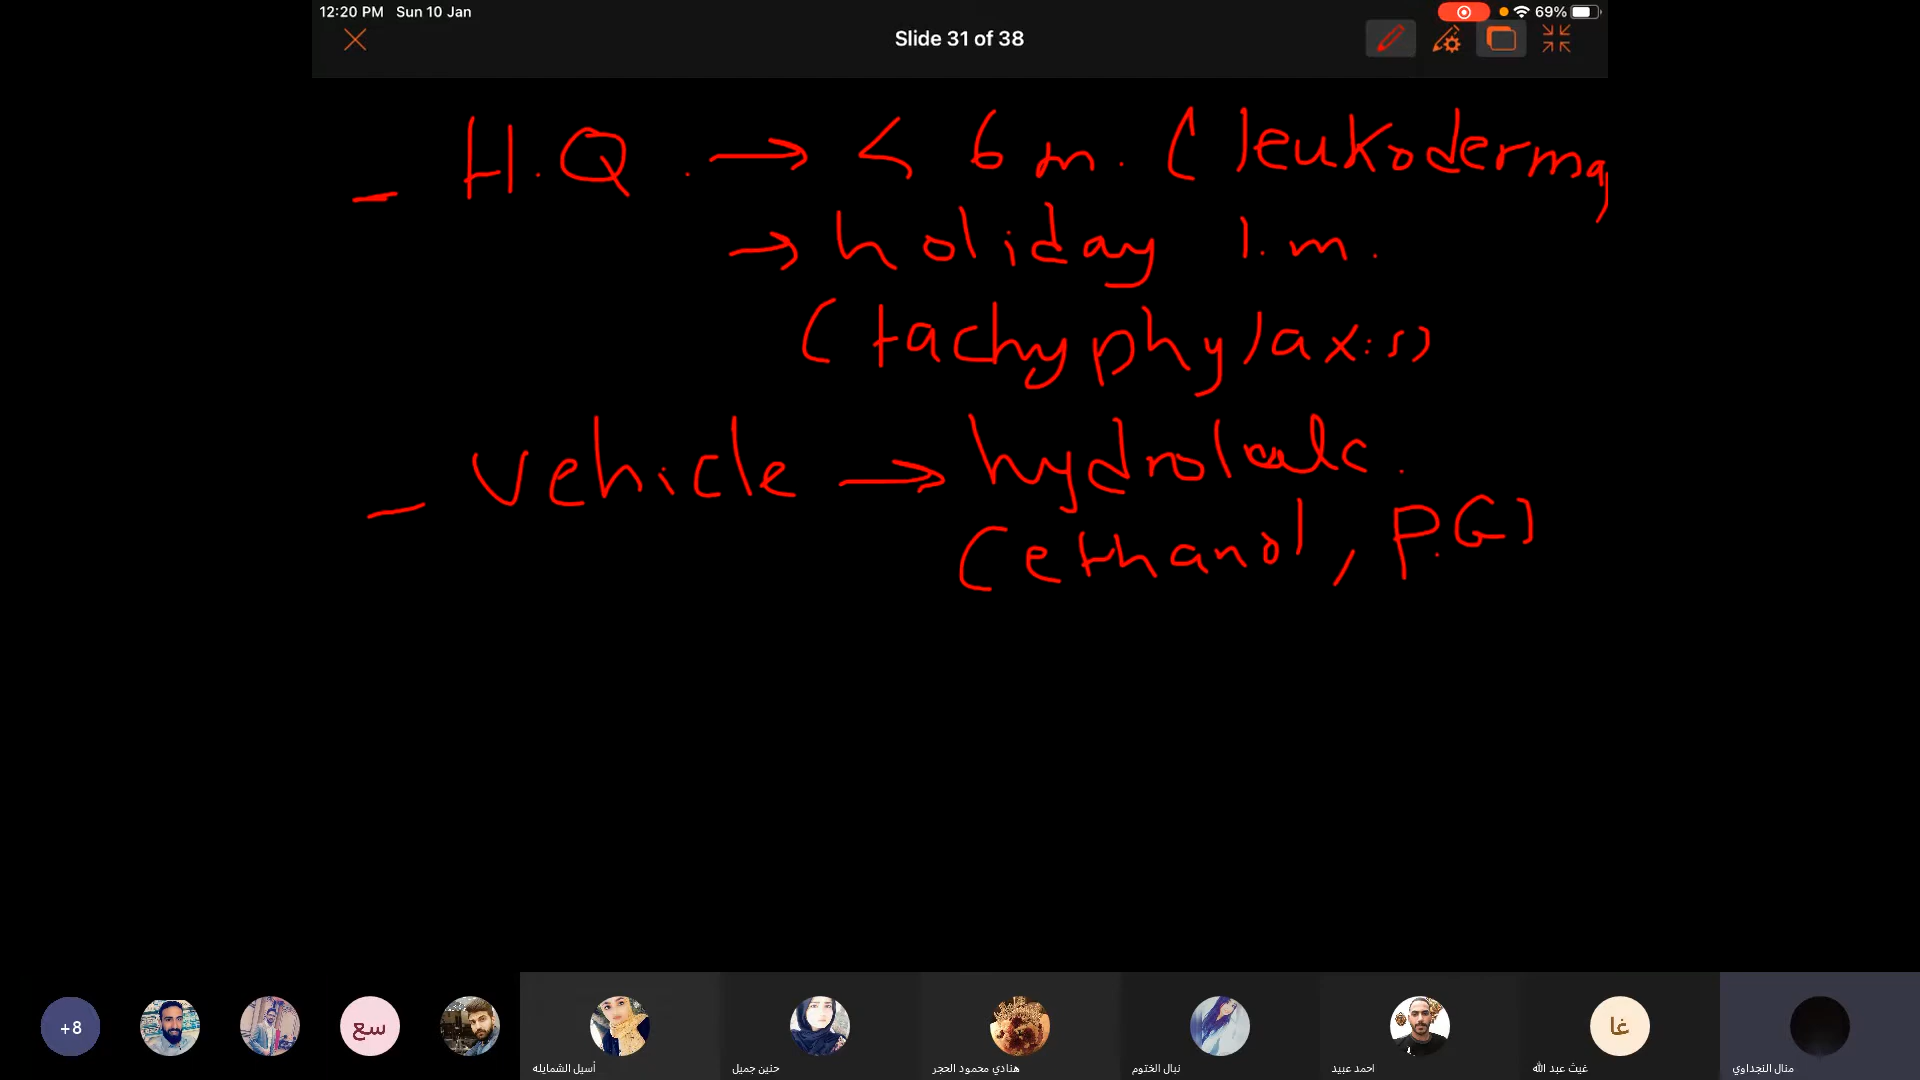 12:20 PM Sun 10 Jan
69%
Slide 31 of 38
- H.Q. → < 6 m. (leukoderma)
→ holiday 1.m.
(tachyphylaxis)
- vehicle →
(ethanol, P.G)
+8
سع
غا
أسيل الشمايله
حنين جميل
هنادي محمود الحجر
نبال الختوم
احمد عبيد
غيث عبد الله
منال النجداوي